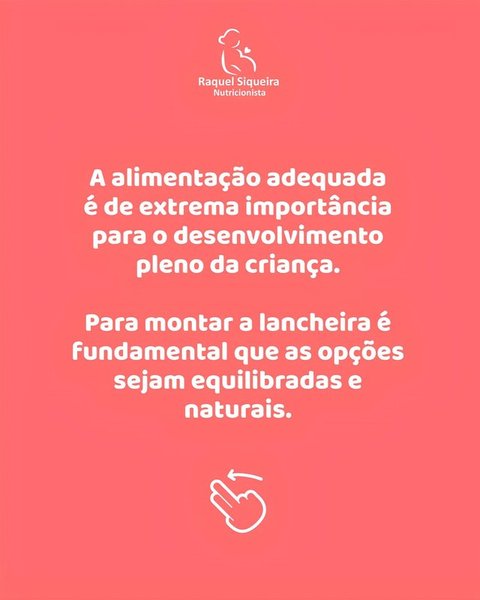 Raquel Siqueira
Nutricionista
A alimentação adequada
é de extrema importância
para o desenvolvimento
pleno da criança.
Para montar a lancheira é
fundamental que as opções
sejam equilibradas e
naturais.